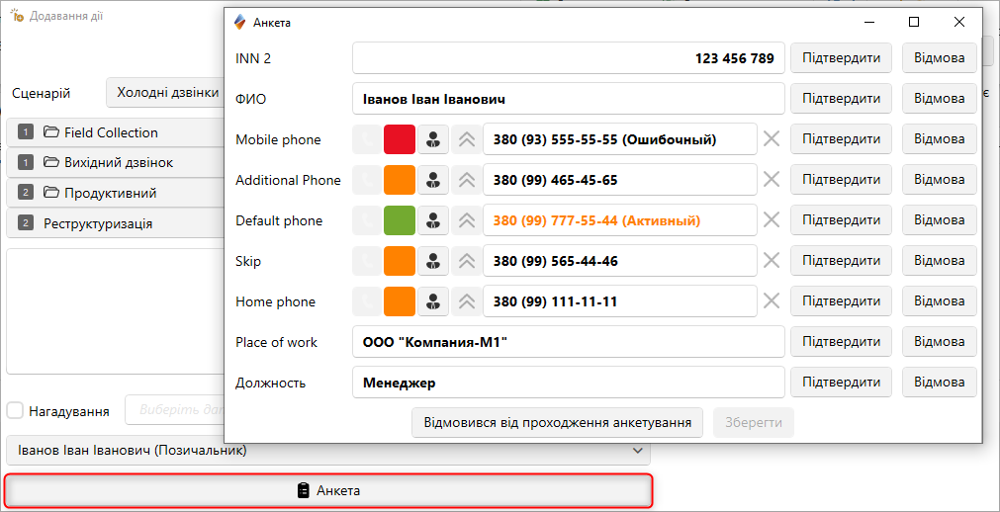 Додавання дії
Сценарій
Холодні дзвінки
є
1 Field Collection
1 Вихідний дзвінок
2 Продуктивний
2 Реструктуризація
Нагадування
Виберіть дат
Іванов Іван Іванович (Позичальник)
Анкета
Анкета
INN 2 123 456 789 Підтвердити Відмова
ФИО Іванов Іван Іванович Підтвердити Відмова
Mobile phone 380 (93) 555-55-55 (Ошибочный) Підтвердити Відмова
Additional Phone 380 (99) 465-45-65 Підтвердити Відмова
Default phone 380 (99) 777-55-44 (Активный) Підтвердити Відмова
Skip 380 (99) 565-44-46 Підтвердити Відмова
Home phone 380 (99) 111-11-11 Підтвердити Відмова
Place of work ООО "Компания-М1" Підтвердити Відмова
Должность Менеджер Підтвердити Відмова
Відмовився від проходження анкетування Зберегти